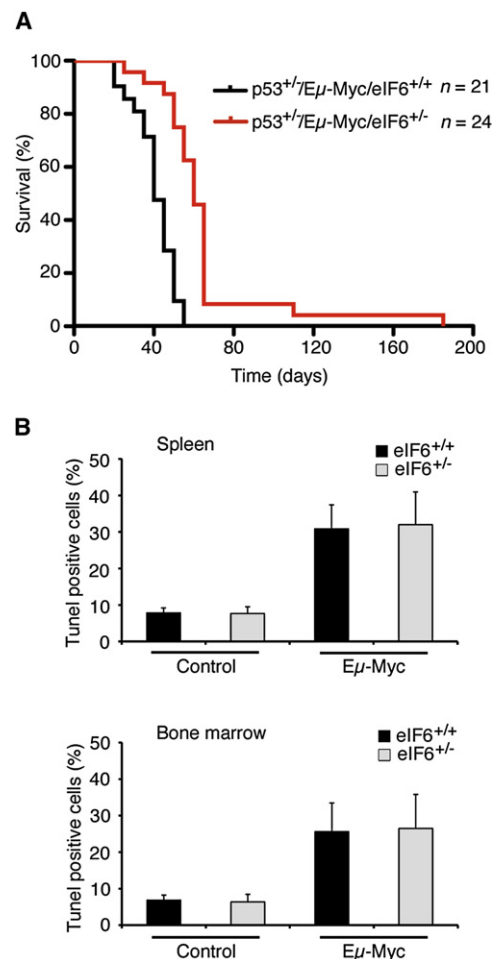 A
Survival (%)
100
80
60
40
20
0
p53+/-/Eµ-Myc/eIF6+/+ n = 21
p53+/-/Eµ-Myc/eIF6+/- n = 24
0 40 80 120 160 200
Time (days)
B
Spleen
eIF6+/+
eIF6+/-
Tunel positive cells (%)
50
40
30
20
10
0
Control Eµ-Myc
Bone marrow
eIF6+/+
eIF6+/-
Tunel positive cells (%)
50
40
30
20
10
0
Control Eµ-Myc